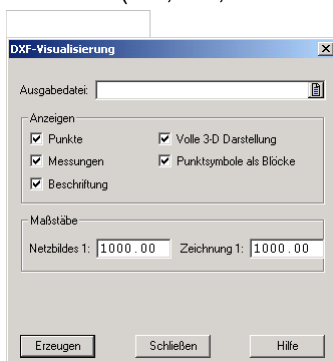 DXF-Visualisierung
Ausgabedatei:
Anzeigen
Punkte
Volle 3-D Darstellung
Messungen
Punktsymbole als Blöcke
Beschriftung
Maßstäbe
Netzbildes 1: 1000.00 Zeichnung 1: 1000.00
Erzeugen Schließen Hilfe